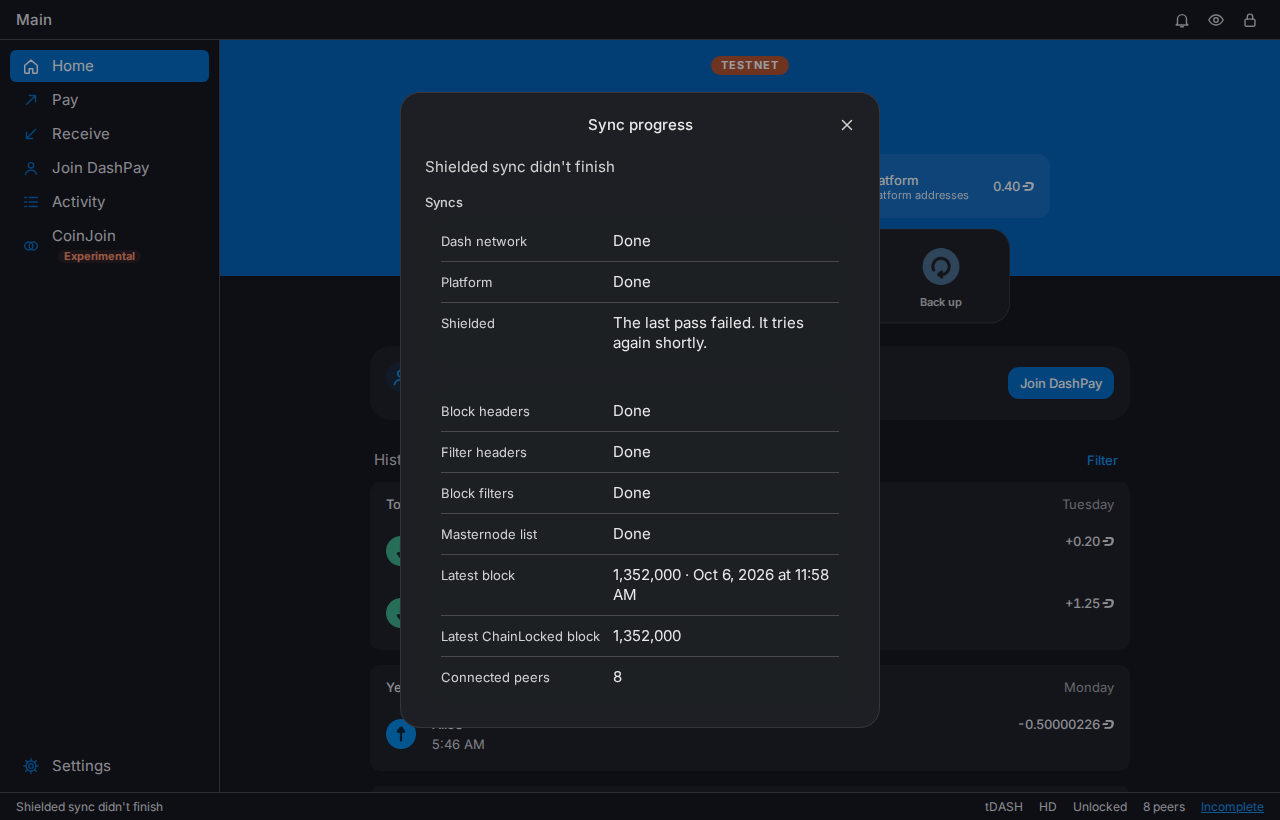 Main
Home
Pay
Receive
Join DashPay
Activity
CoinJoin
Experimental
Settings
TESTNET
atform
atform addresses
0.40
Back up
Join DashPay
Hist
Filter
To
Tuesday
+0.20
+1.25
Ye
Monday
-0.50000226
5:46 AM
Sync progress
Shielded sync didn't finish
Syncs
Dash network Done
Platform Done
Shielded The last pass failed. It tries
again shortly.
Block headers Done
Filter headers Done
Block filters Done
Masternode list Done
Latest block 1,352,000 · Oct 6, 2026 at 11:58
AM
Latest ChainLocked block 1,352,000
Connected peers 8
Shielded sync didn't finish
tDASH HD Unlocked 8 peers Incomplete